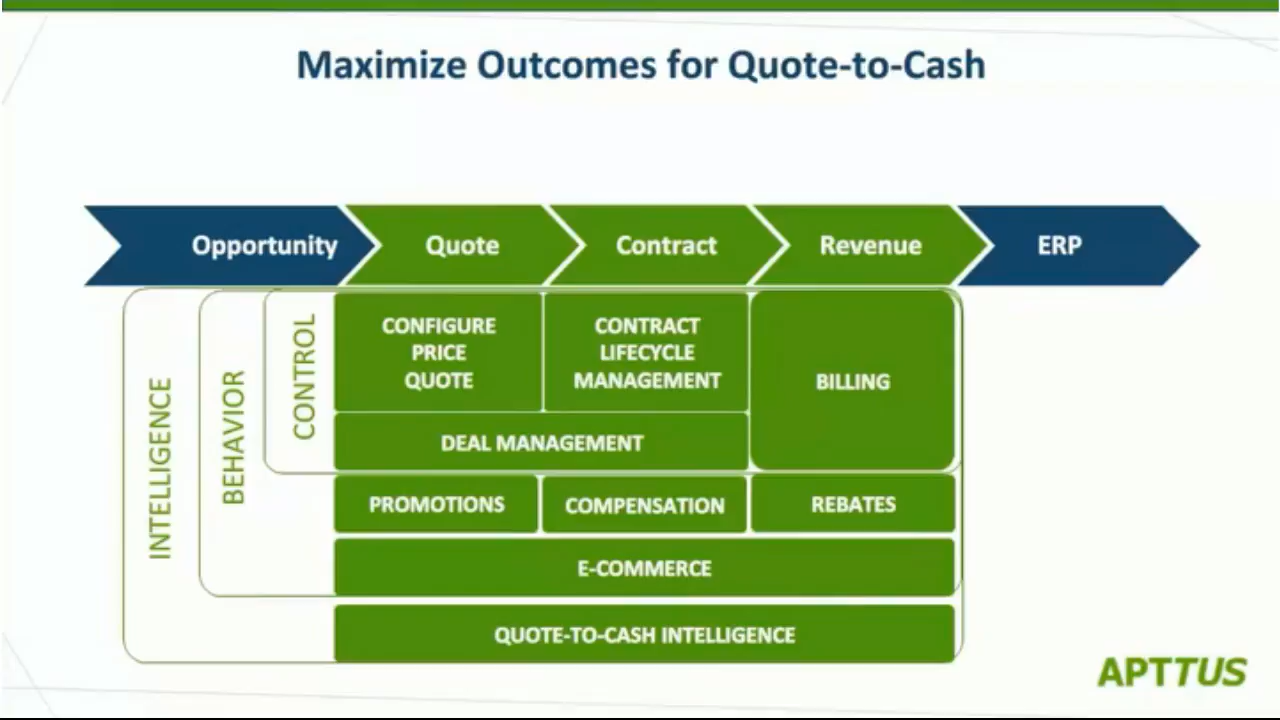 Maximize Outcomes for Quote-to-Cash
Opportunity
Quote
Contract
Revenue
ERP
INTELLIGENCE
BEHAVIOR
CONTROL
CONFIGURE
PRICE
QUOTE
CONTRACT
LIFECYCLE
MANAGEMENT
BILLING
DEAL MANAGEMENT
PROMOTIONS
COMPENSATION
REBATES
E-COMMERCE
QUOTE-TO-CASH INTELLIGENCE
APTTUS